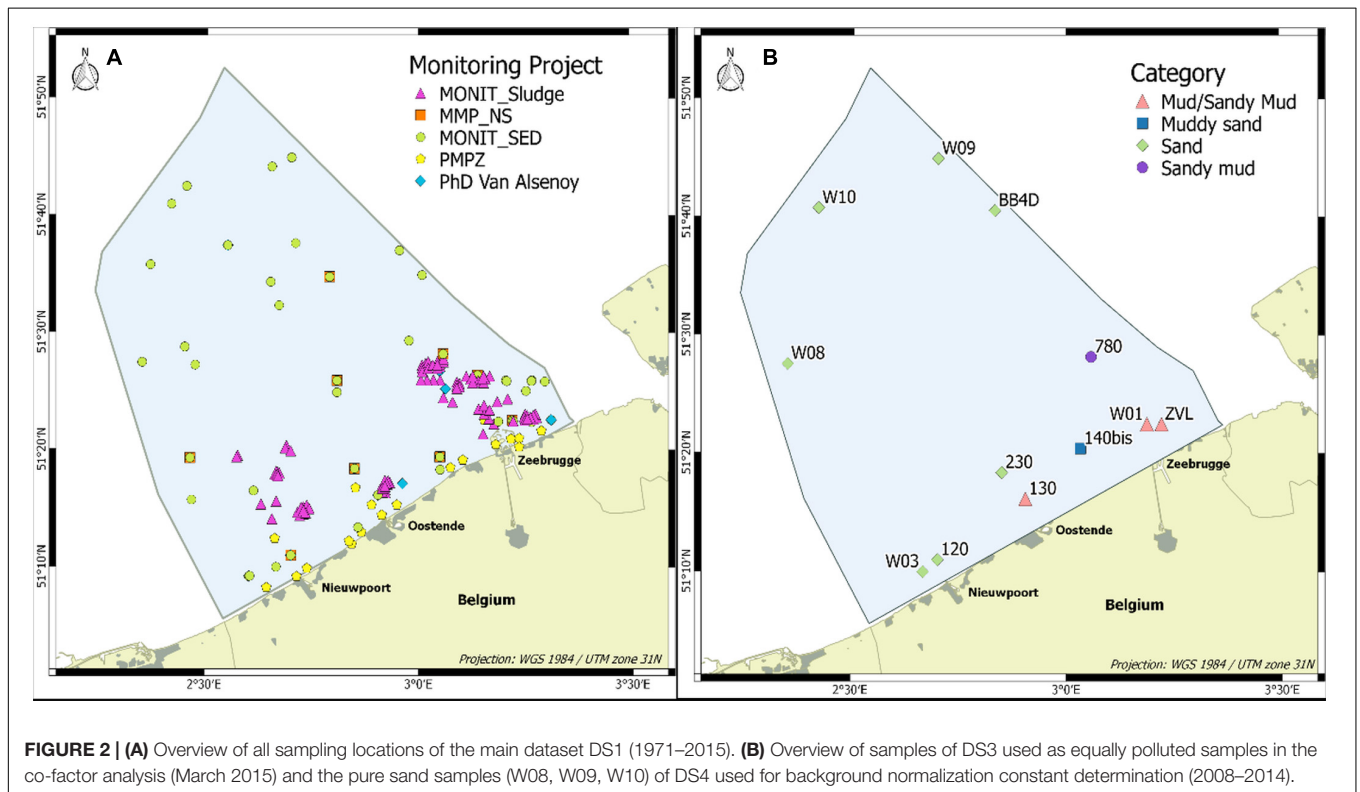 N
A
Monitoring Project
MONIT_Sludge
MMP_NS
MONIT_SED
PMPZ
PhD Van Alsenoy
51°50'N
51°40'N
51°30'N
51°20'N
51°10'N
Zeebrugge
Oostende
Nieuwpoort
Belgium
Projection: WGS 1984 / UTM zone 31N
2°30'E
3°0'E
3°30'E
N
B
Category
Mud/Sandy Mud
Muddy sand
Sand
Sandy mud
51°50'N
51°40'N
51°30'N
51°20'N
51°10'N
W09
W10
BB4D
W08
780
W01
ZVL
140bis
230
130
120
W03
Zeebrugge
Oostende
Nieuwpoort
Belgium
Projection: WGS 1984 / UTM zone 31N
2°30'E
3°0'E
3°30'E
FIGURE 2 | (A) Overview of all sampling locations of the main dataset DS1 (1971–2015). (B) Overview of samples of DS3 used as equally polluted samples in the
co-factor analysis (March 2015) and the pure sand samples (W08, W09, W10) of DS4 used for background normalization constant determination (2008–2014).